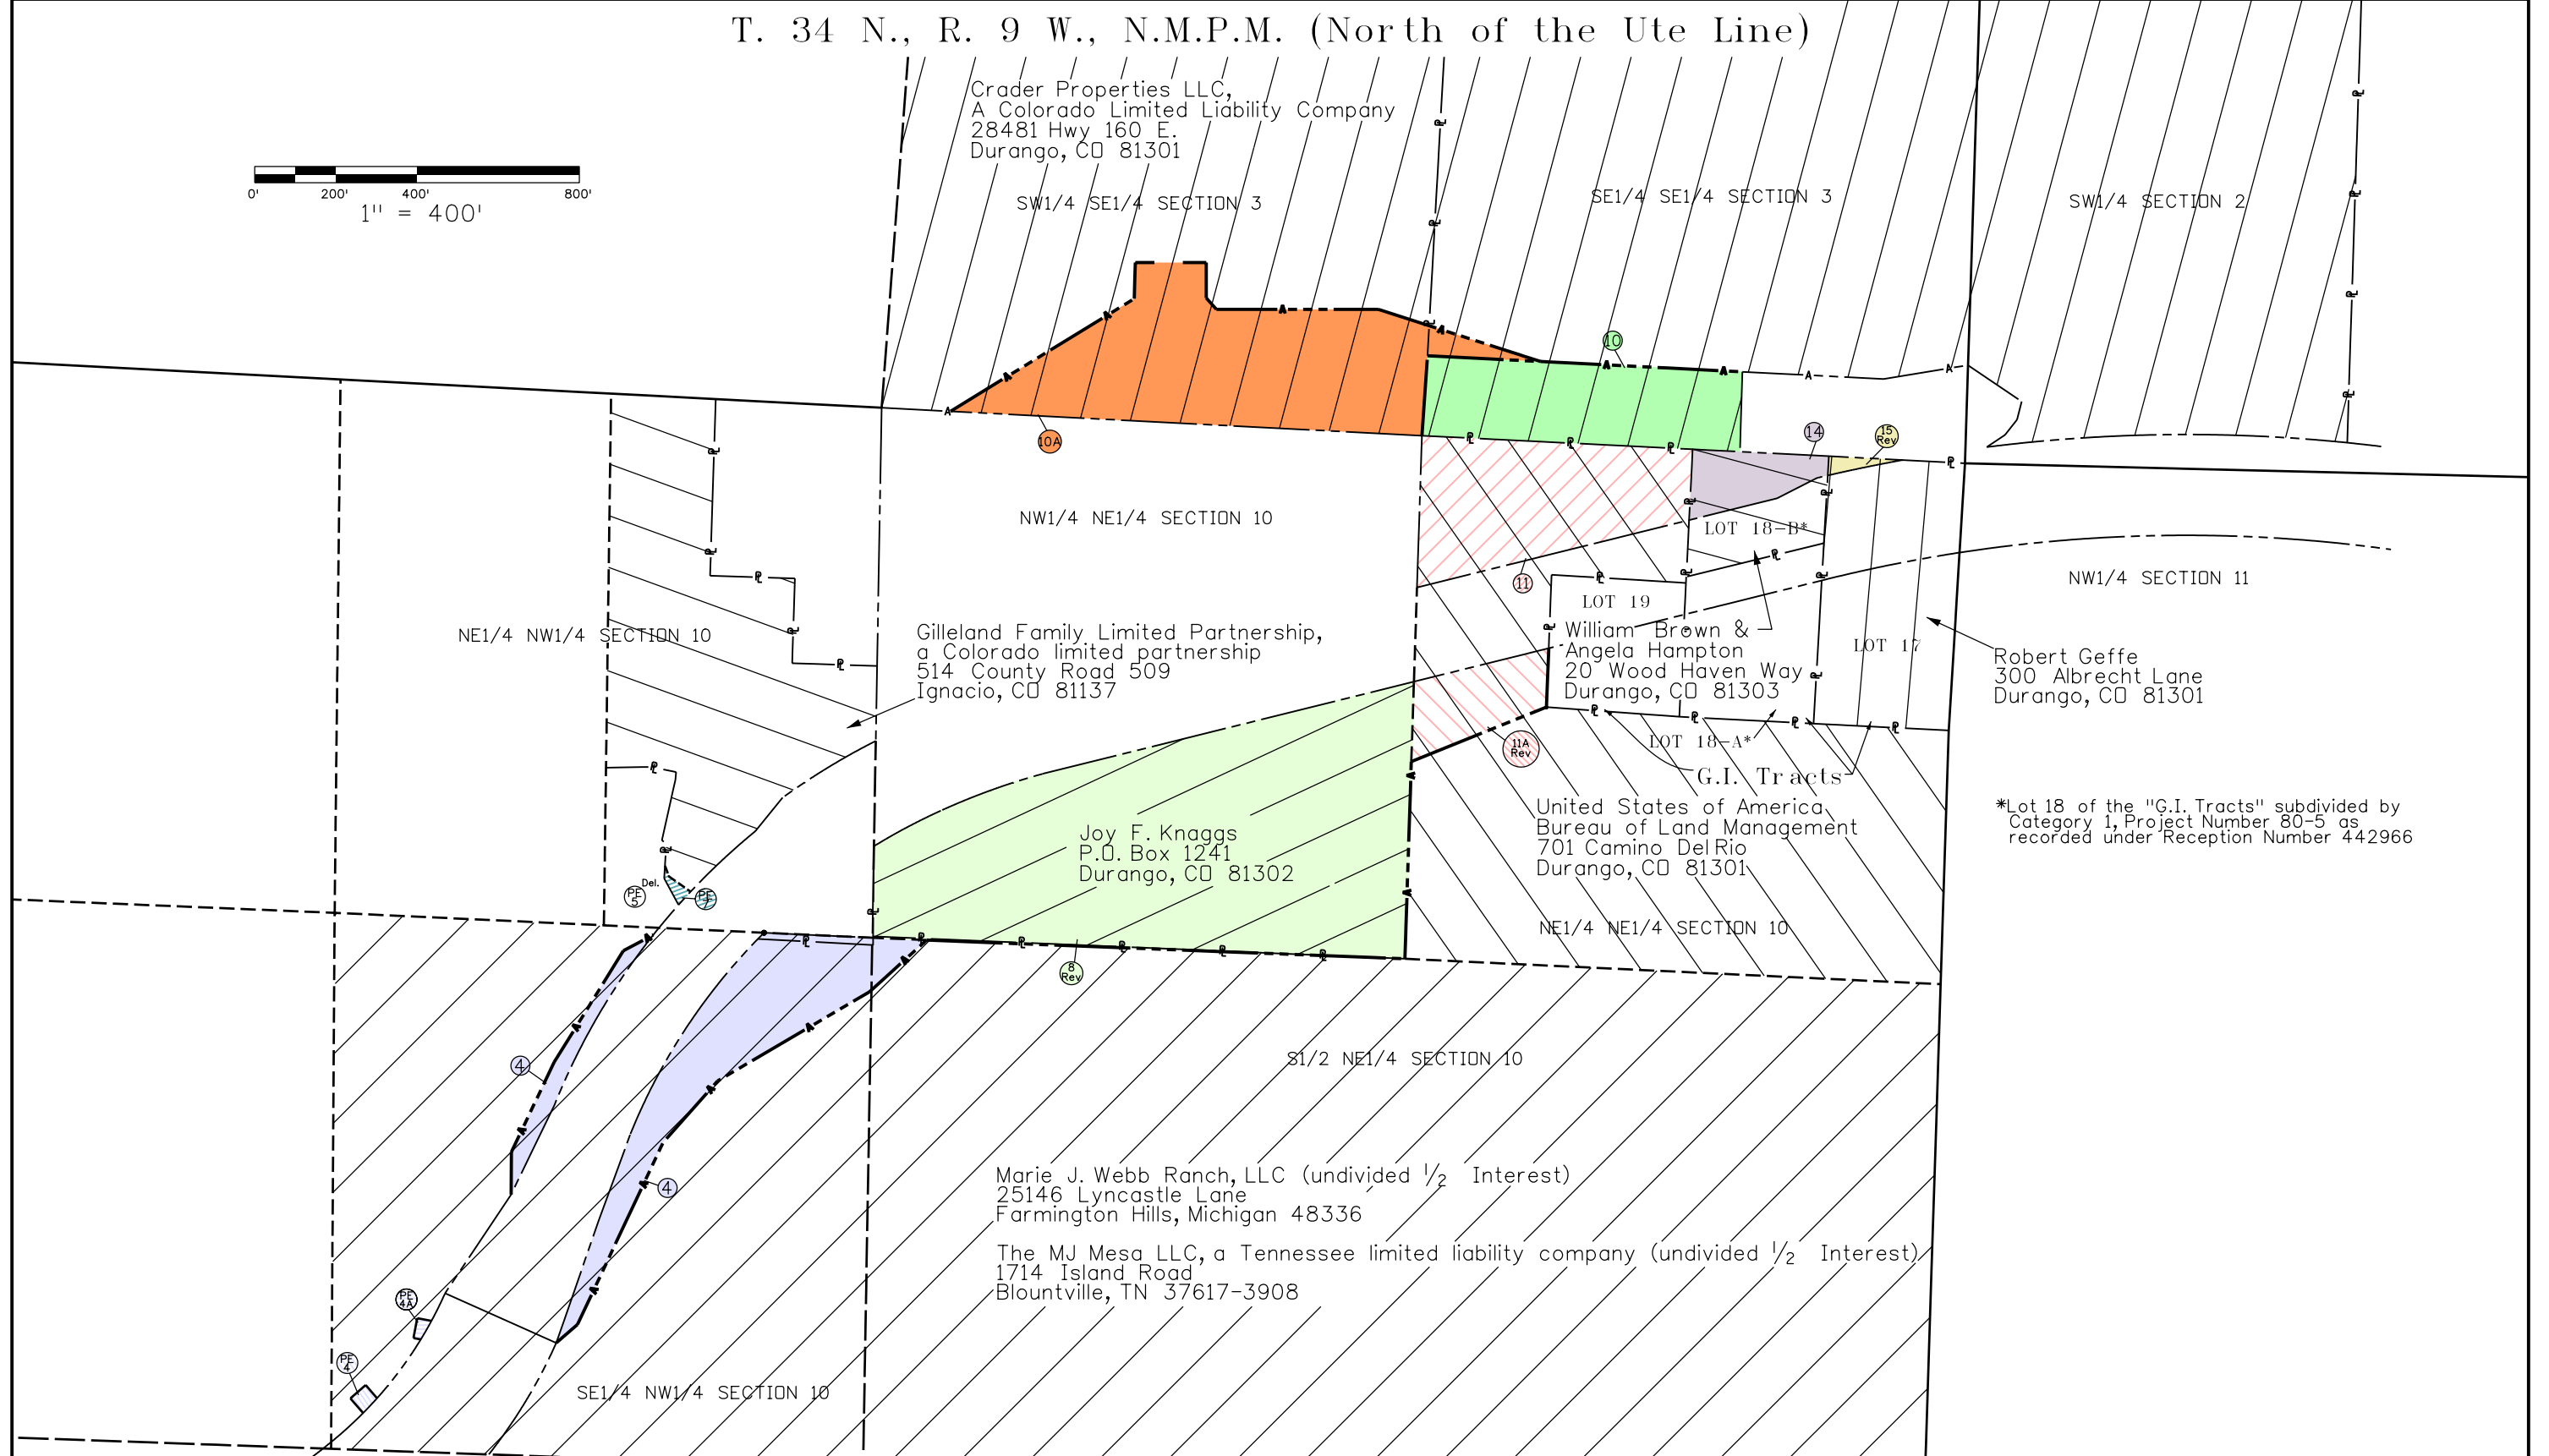 T. 34 N., R. 9 W., N.M.P.M. (North of the Ute Line)
Crader Properties LLC,
A Colorado Limited Liability Company
28481 Hwy 160 E.
Durango, CO 81301
0' 200' 400' 800'
1" = 400'
SW1/4 SE1/4 SECTION 3
SE1/4 SE1/4 SECTION 3
SW1/4 SECTION 2
10
10A
14
15
Rev
NW1/4 NE1/4 SECTION 10
LOT 18-B*
NW1/4 SECTION 11
11
LOT 19
NE1/4 NW1/4 SECTION 10
Gilleland Family Limited Partnership,
a Colorado limited partnership
514 County Road 509
Ignacio, CO 81137
William Brown &
Angela Hampton
20 Wood Haven Way
Durango, CO 81303
LOT 17
Robert Geffe
300 Albrecht Lane
Durango, CO 81301
11A
Rev
LOT 18-A*
G.I. Tracts
United States of America
Bureau of Land Management
701 Camino Del Rio
Durango, CO 81301
*Lot 18 of the "G.I. Tracts" subdivided by
Category 1, Project Number 80-5 as
recorded under Reception Number 442966
Joy F. Knaggs
P.O. Box 1241
Durango, CO 81302
Del.
PE
5
NE1/4 NE1/4 SECTION 10
8
Rev
4
S1/2 NE1/4 SECTION 10
4
Marie J. Webb Ranch, LLC (undivided 1/2 Interest)
25146 Lyncastle Lane
Farmington Hills, Michigan 48336
The MJ Mesa LLC, a Tennessee limited liability company (undivided 1/2 Interest)
1714 Island Road
Blountville, TN 37617-3908
PE
4A
PE
4
SE1/4 NW1/4 SECTION 10